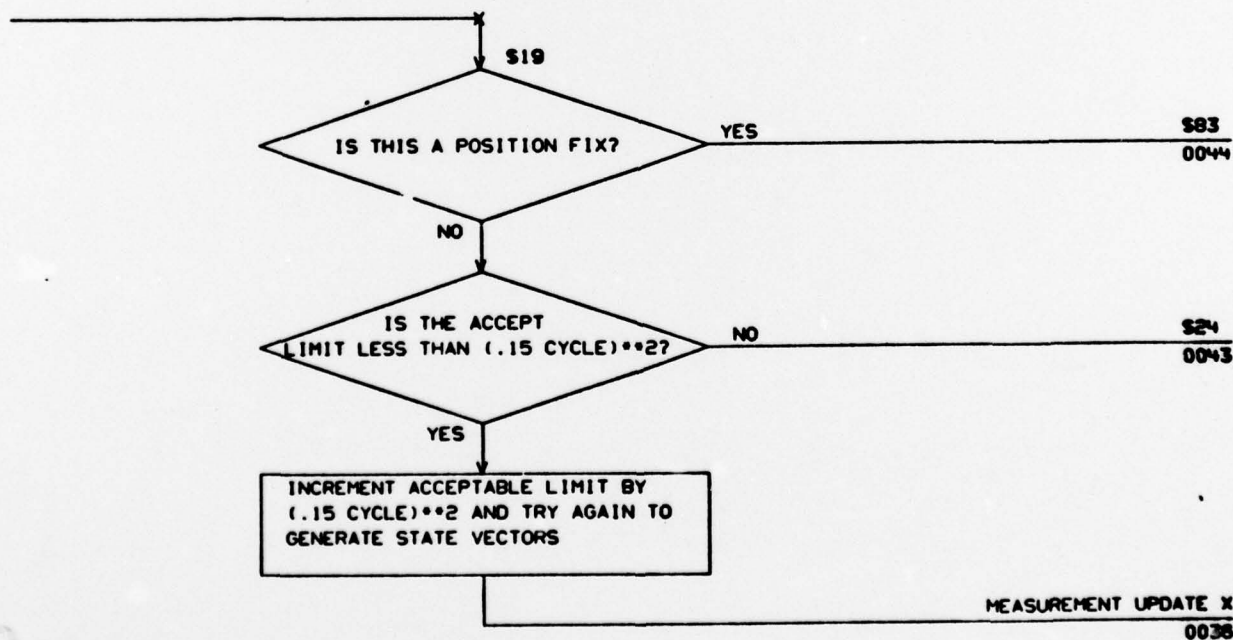 X
S19
IS THIS A POSITION FIX?
YES
S83
0044
NO
IS THE ACCEPT
LIMIT LESS THAN (.15 CYCLE)**2?
NO
S24
0043
YES
INCREMENT ACCEPTABLE LIMIT BY
(.15 CYCLE)**2 AND TRY AGAIN TO
GENERATE STATE VECTORS
MEASUREMENT UPDATE X
0038